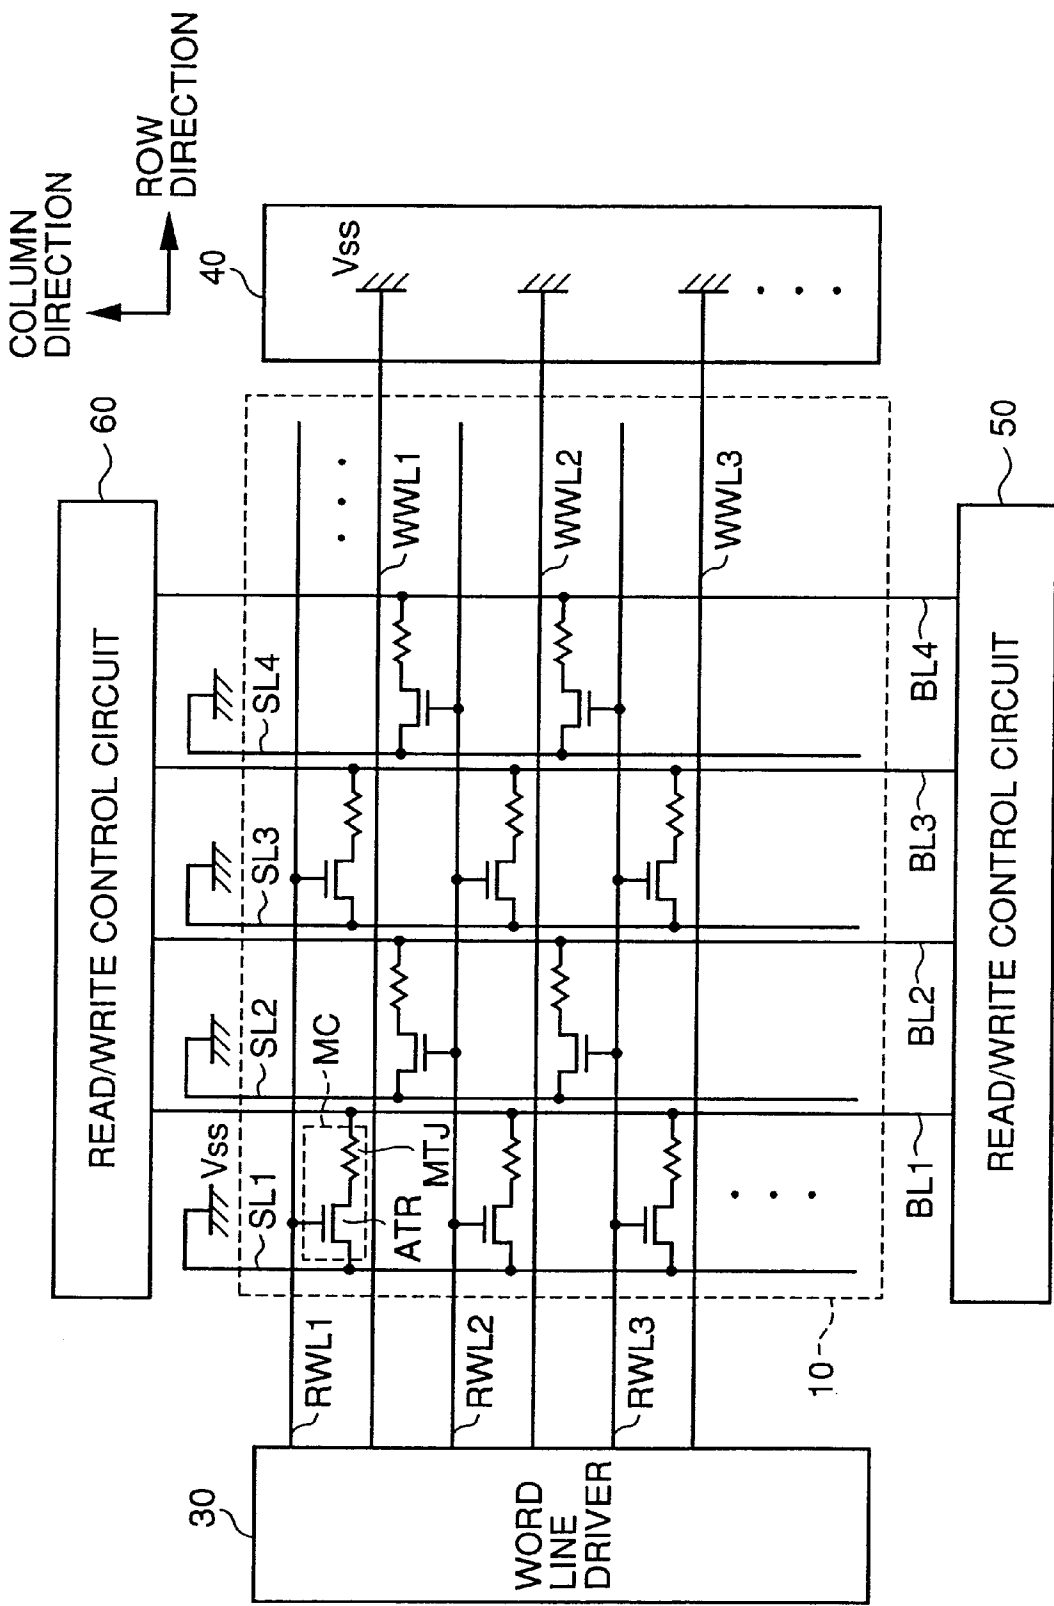 COLUMN
DIRECTION
ROW
DIRECTION
60
READ/WRITE CONTROL CIRCUIT
40
Vss
Vss
SL1
SL2
SL3
SL4
MC
ATR
MTJ
RWL1
WWL1
RWL2
WWL2
RWL3
WWL3
30
WORD
LINE
DRIVER
10
BL1
BL2
BL3
BL4
50
READ/WRITE CONTROL CIRCUIT